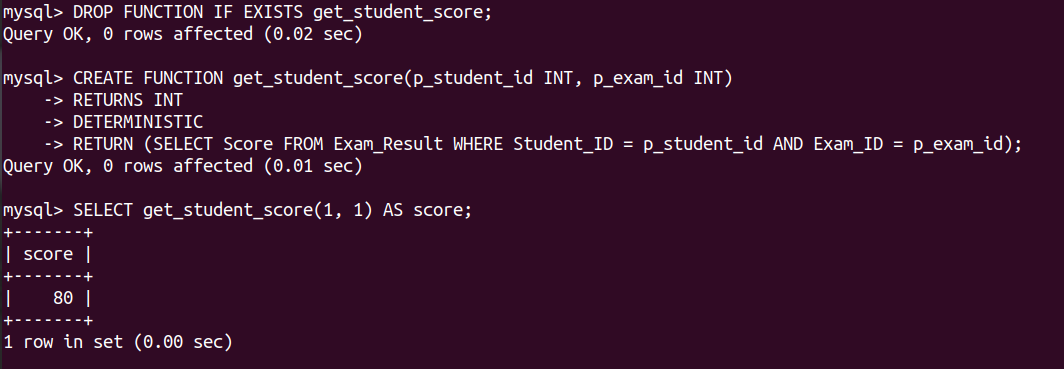 mysql> DROP FUNCTION IF EXISTS get_student_score;
Query OK, 0 rows affected (0.02 sec)
mysql> CREATE FUNCTION get_student_score(p_student_id INT, p_exam_id INT)
    -> RETURNS INT
    -> DETERMINISTIC
    -> RETURN (SELECT Score FROM Exam_Result WHERE Student_ID = p_student_id AND Exam_ID = p_exam_id);
Query OK, 0 rows affected (0.01 sec)
mysql> SELECT get_student_score(1, 1) AS score;
+-------+
| score |
+-------+
|    80 |
+-------+
1 row in set (0.00 sec)